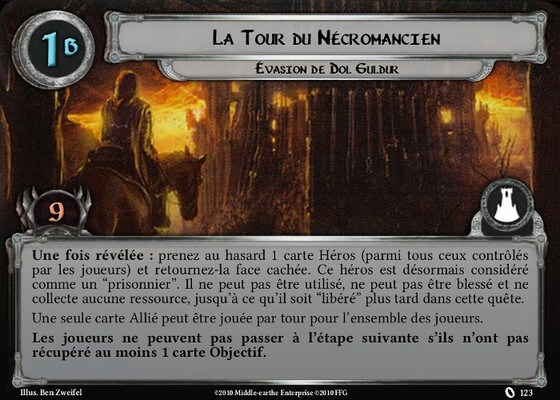 1B
La Tour du Nécromancien
Évasion de Dol Guldur
9
Une fois révélée : prenez au hasard 1 carte Héros (parmi tous ceux contrôlés
par les joueurs) et retournez-la face cachée. Ce héros est désormais considéré
comme un "prisonnier". Il ne peut pas être utilisé, ne peut pas être blessé et ne
collecte aucune ressource, jusqu'à ce qu'il soit "libéré" plus tard dans cette quête.
Une seule carte Allié peut être jouée par tour pour l'ensemble des joueurs.
Les joueurs ne peuvent pas passer à l'étape suivante s'ils n'ont pas
récupéré au moins 1 carte Objectif.
Illus. Ben Zweifel
©2010 Middle-earthe Enterprise ©2010 FFG
123